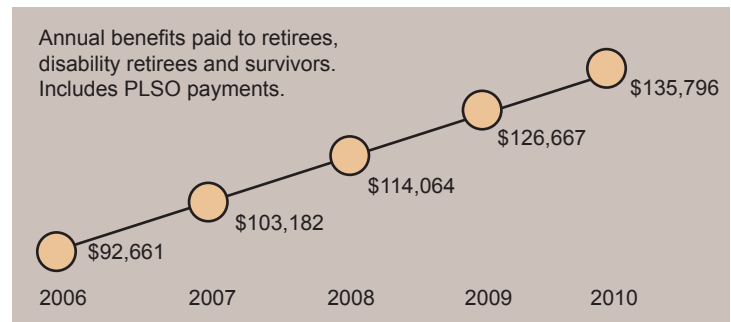 Annual benefits paid to retirees,
disability retirees and survivors.
Includes PLSO payments.
$135,796
$126,667
$114,064
$103,182
$92,661
2006 2007 2008 2009 2010